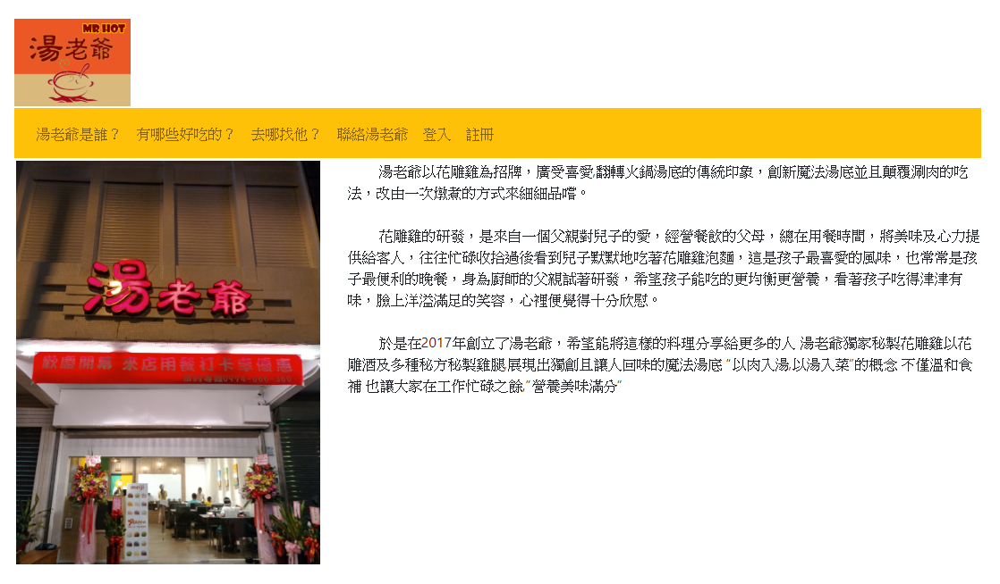 MR HOT
湯老爺
湯老爺是誰？ 有哪些好吃的？ 去哪找他？ 聯絡湯老爺 登入 註冊
湯老爺
歡慶開幕 來店用餐打卡享優惠
meiji
湯老爺以花雕雞為招牌，廣受喜愛,翻轉火鍋湯底的傳統印象，創新魔法湯底並且顛覆涮肉的吃
法，改由一次燉煮的方式來細細品嚐。
花雕雞的研發，是來自一個父親對兒子的愛，經營餐飲的父母，總在用餐時間，將美味及心力提
供給客人，往往忙碌收拾過後看到兒子默默地吃著花雕雞泡麵，這是孩子最喜愛的風味，也常常是孩
子最便利的晚餐，身為廚師的父親試著研發，希望孩子能吃的更均衡更營養，看著孩子吃得津津有
味，臉上洋溢滿足的笑容，心裡便覺得十分欣慰。
於是在2017年創立了湯老爺，希望能將這樣的料理分享給更多的人 湯老爺獨家秘製花雕雞以花
雕酒及多種秘方秘製雞腿,展現出獨創且讓人回味的魔法湯底 “以肉入湯,以湯入菜”的概念 不僅溫和食
補 也讓大家在工作忙碌之餘,”營養美味滿分”